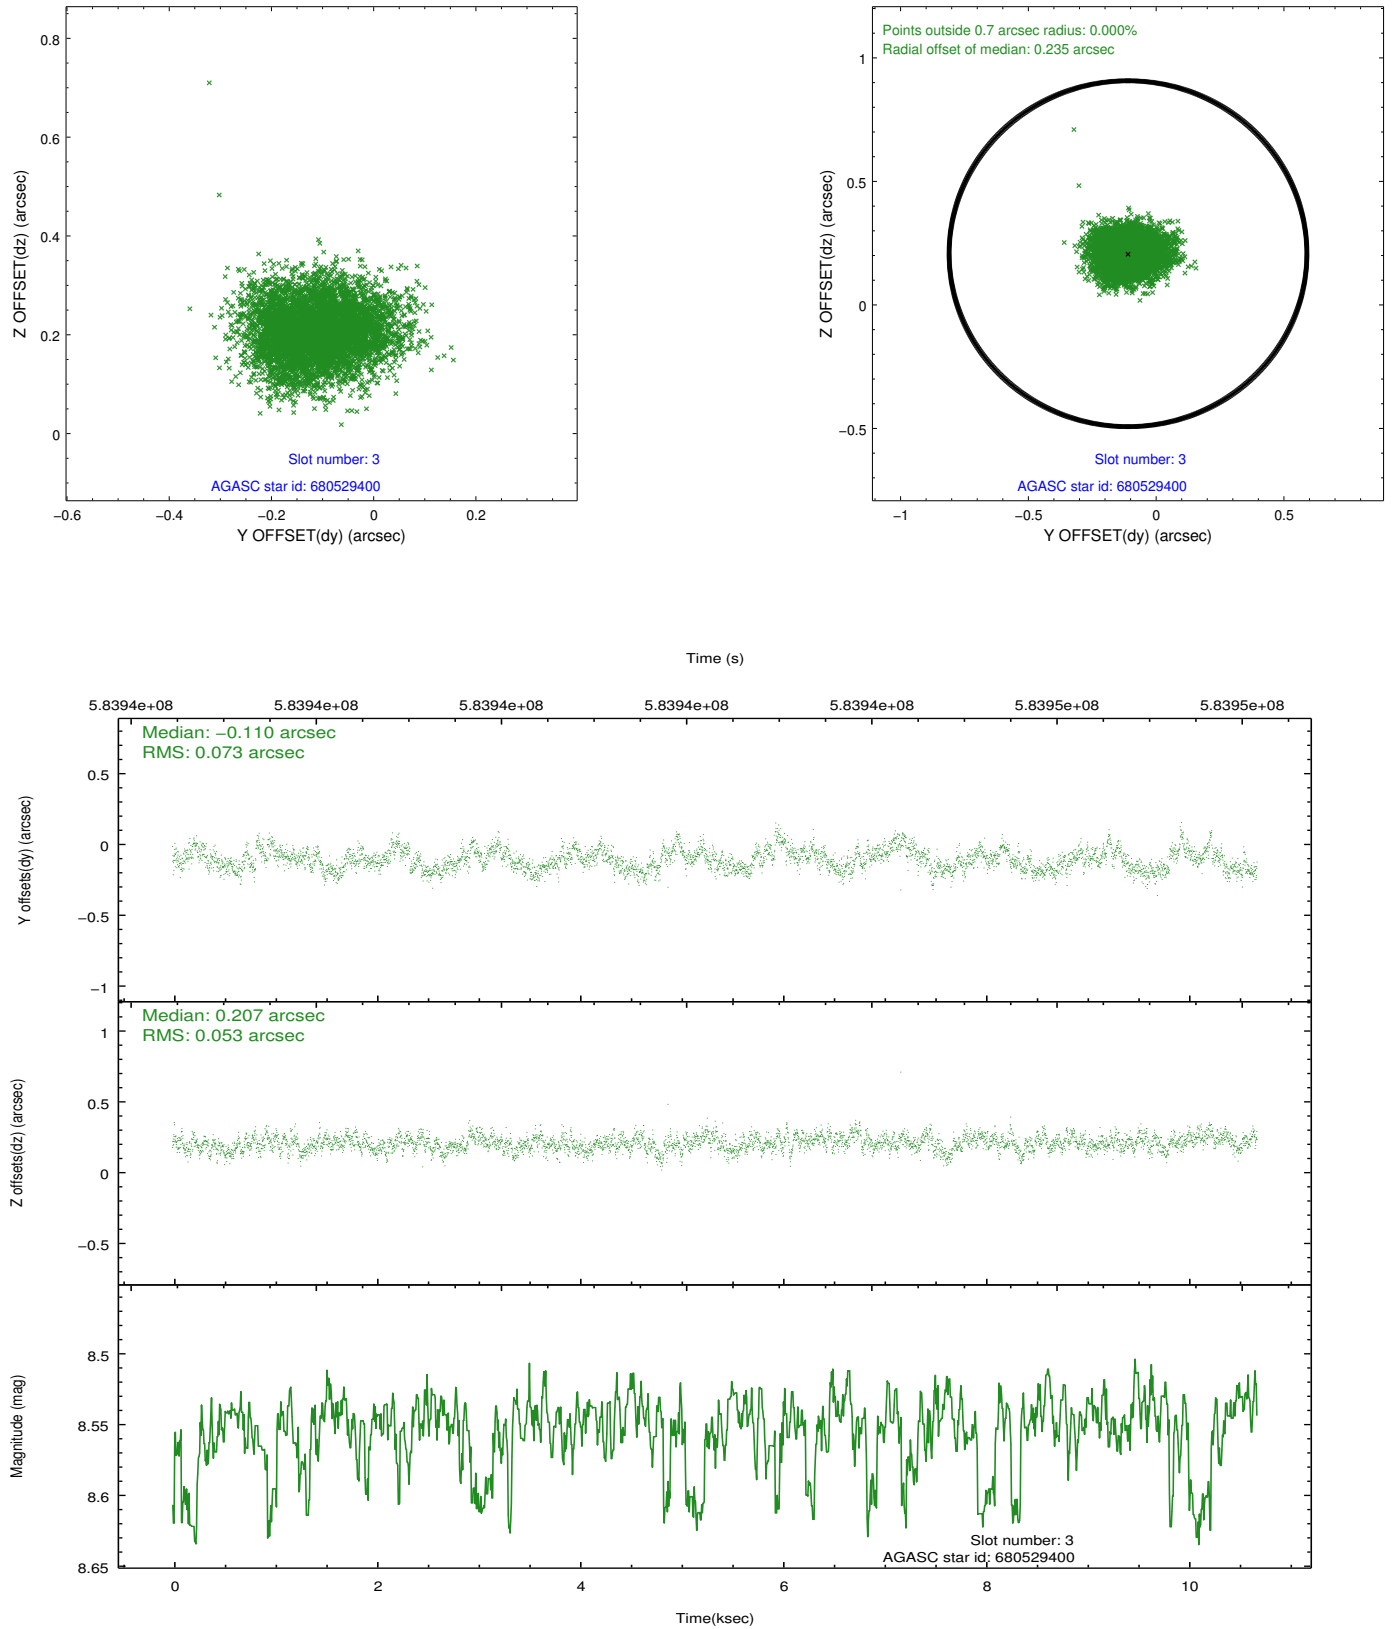 0.8
0.6
0.4
0.2
0
−0.6
−0.4
−0.2
0
0.2
Z OFFSET(dz) (arcsec)
Y OFFSET(dy) (arcsec)
Slot number: 3
AGASC star id: 680529400
Points outside 0.7 arcsec radius: 0.000%
Radial offset of median: 0.235 arcsec
1
0.5
0
−0.5
−1
−0.5
0
0.5
Z OFFSET(dz) (arcsec)
Y OFFSET(dy) (arcsec)
Slot number: 3
AGASC star id: 680529400
Time (s)
5.8394e+08 5.8394e+08 5.8394e+08 5.8394e+08 5.8394e+08 5.8395e+08 5.8395e+08
Median: −0.110 arcsec
RMS: 0.073 arcsec
0.5
0
−0.5
−1
Y offsets(dy) (arcsec)
Median: 0.207 arcsec
RMS: 0.053 arcsec
1
0.5
0
−0.5
Z offsets(dz) (arcsec)
8.5
8.55
8.6
8.65
Magnitude (mag)
Slot number: 3
AGASC star id: 680529400
0 2 4 6 8 10
Time(ksec)